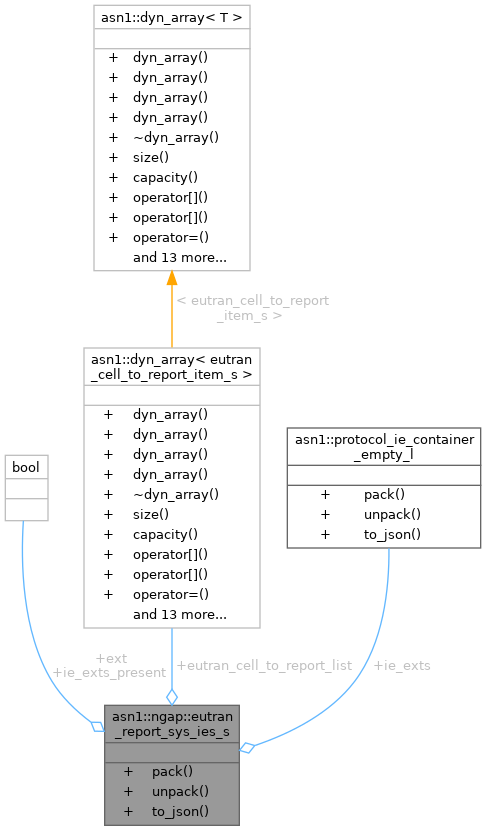 asn1::dyn_array< T >
+ dyn_array()
+ dyn_array()
+ dyn_array()
+ dyn_array()
+ ~dyn_array()
+ size()
+ capacity()
+ operator[]()
+ operator[]()
+ operator=()
and 13 more...
< eutran_cell_to_report
_item_s >
asn1::dyn_array< eutran
_cell_to_report_item_s >
+ dyn_array()
+ dyn_array()
+ dyn_array()
+ dyn_array()
+ ~dyn_array()
+ size()
+ capacity()
+ operator[]()
+ operator[]()
+ operator=()
and 13 more...
bool
asn1::protocol_ie_container
_empty_l
+ pack()
+ unpack()
+ to_json()
+ext
+ie_exts_present
+eutran_cell_to_report_list
+ie_exts
asn1::ngap::eutran
_report_sys_ies_s
+ pack()
+ unpack()
+ to_json()